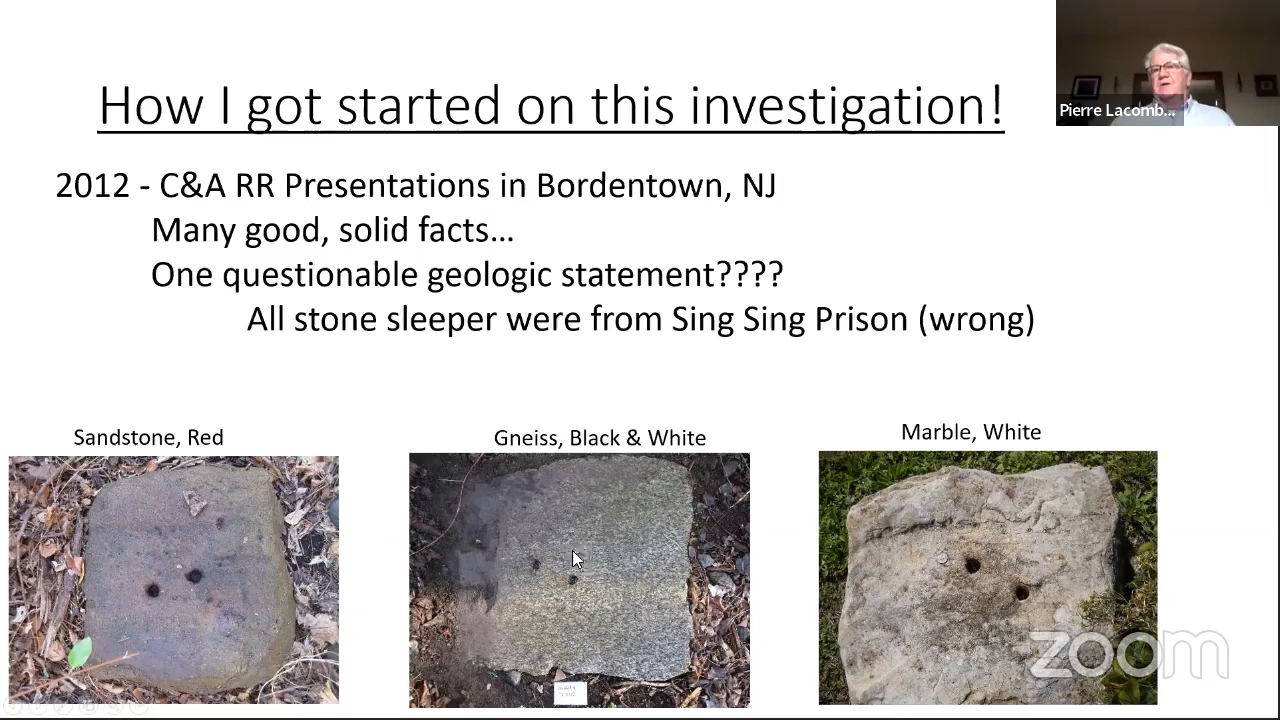 How I got started on this investigation!
Pierre Lacomb...
2012 - C&A RR Presentations in Bordentown, NJ
Many good, solid facts...
One questionable geologic statement????
All stone sleeper were from Sing Sing Prison (wrong)
Sandstone, Red
Gneiss, Black & White
Marble, White
zoom